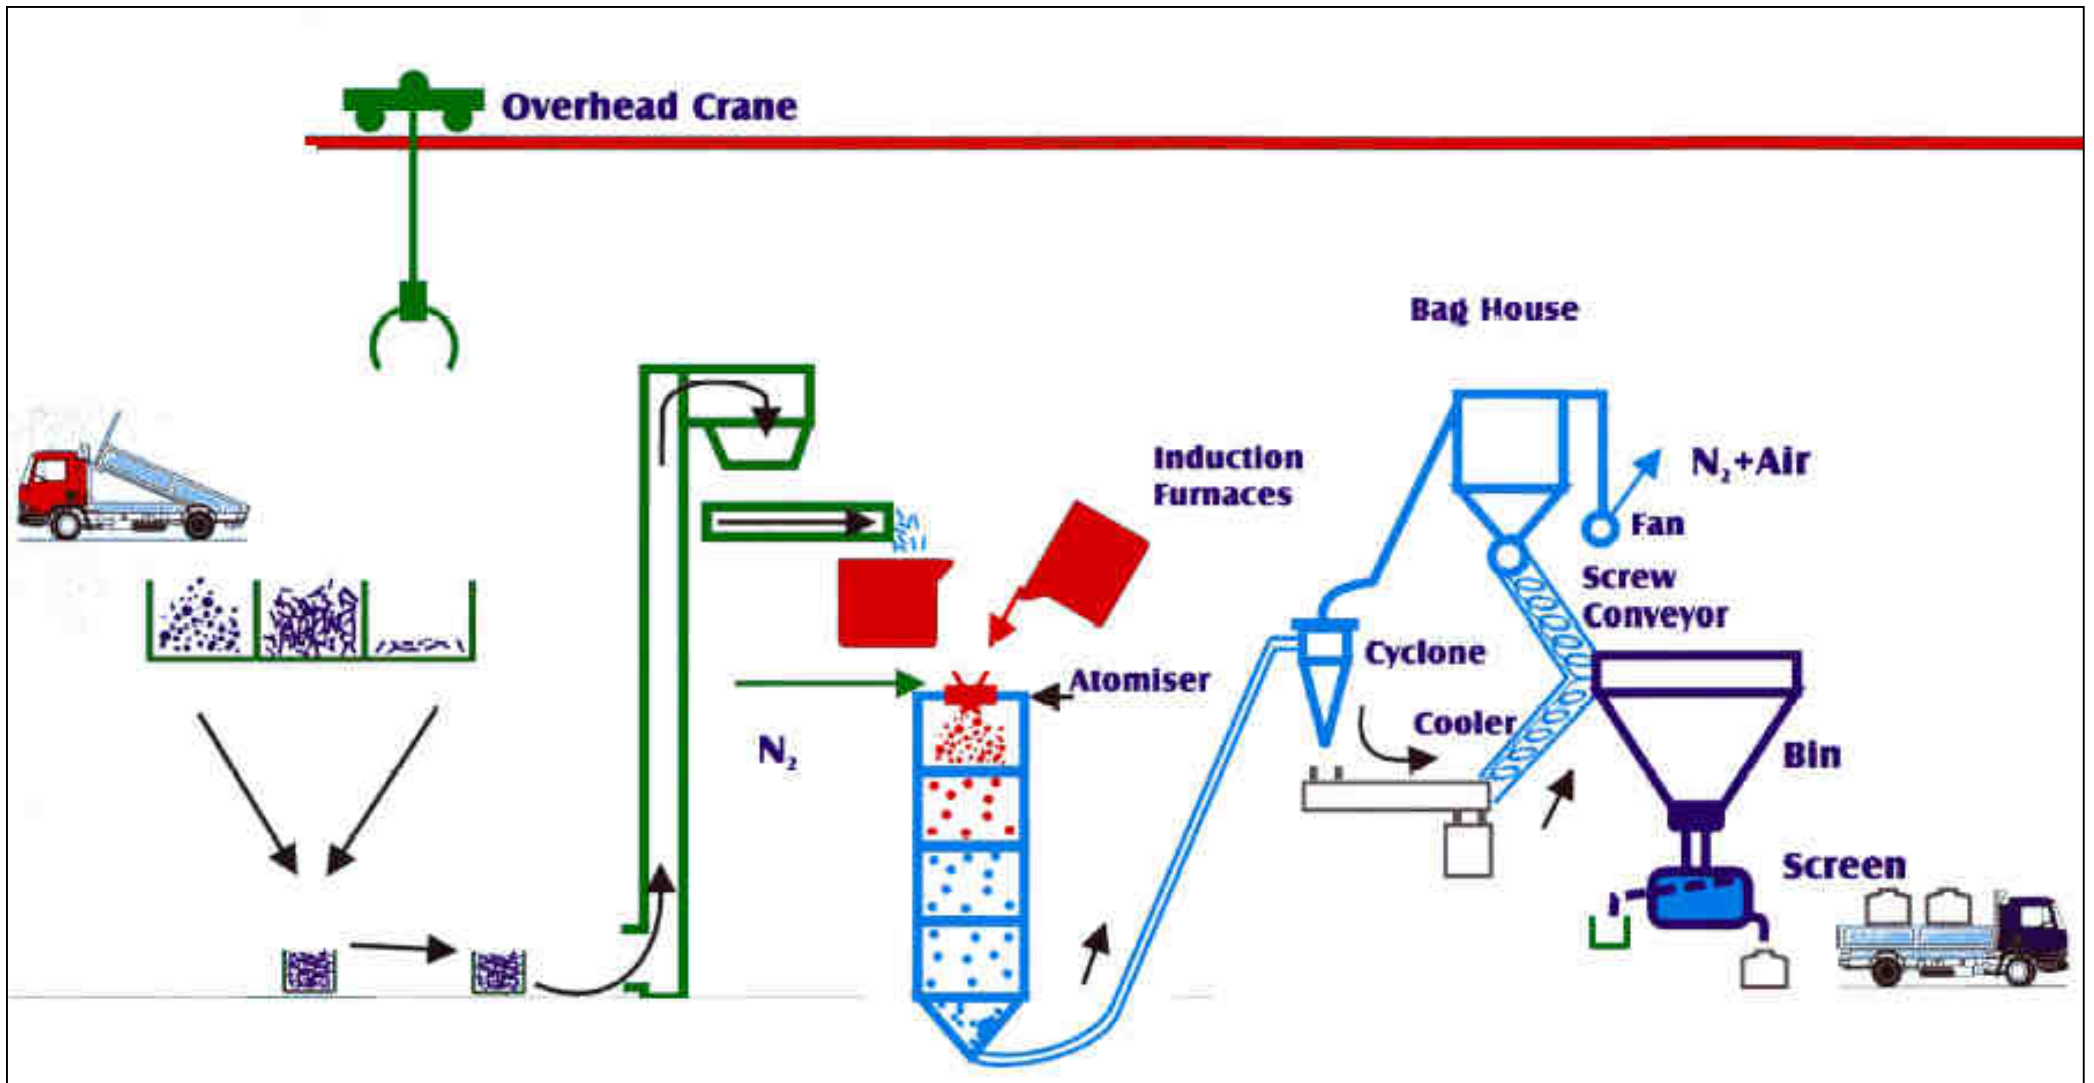 Overhead Crane
Bag House
Induction
Furnaces
N₂+Air
Fan
Screw
Conveyor
Cyclone
Atomiser
Cooler
N₂
Bin
Screen